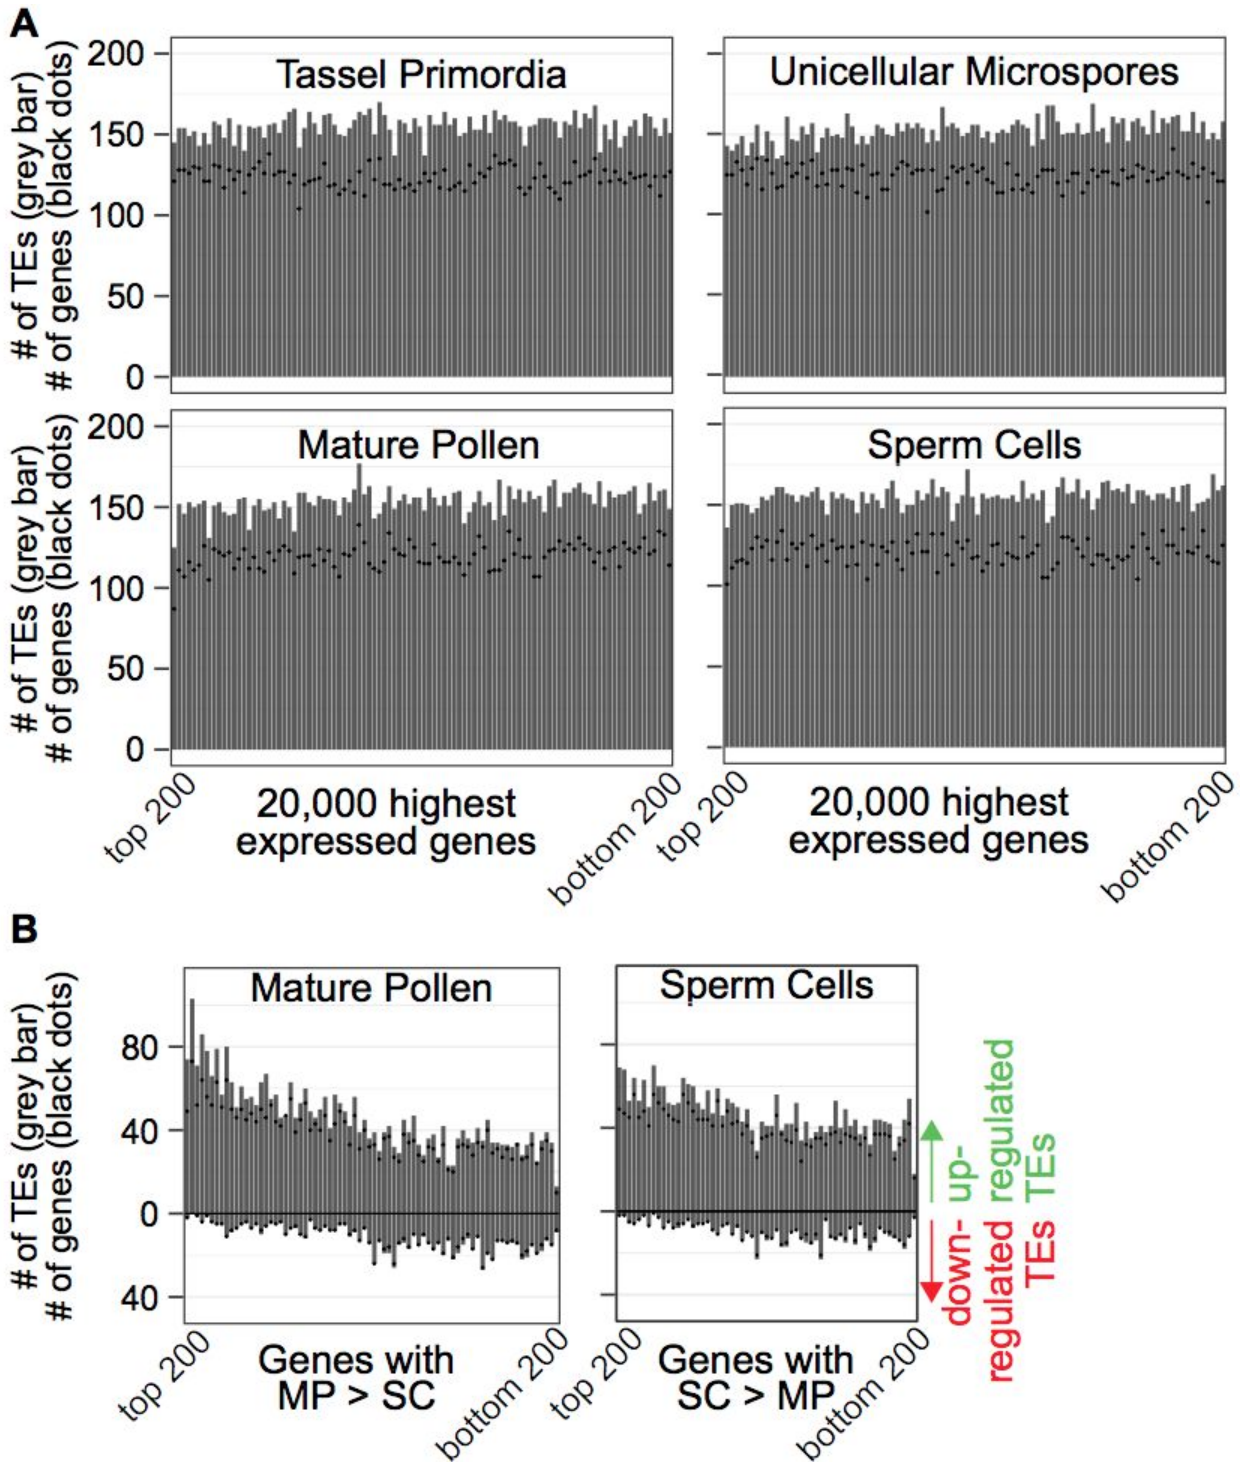 A
# of TEs (grey bar)
# of genes (black dots)
200
150
100
50
0
Tassel Primordia
Unicellular Microspores
# of TEs (grey bar)
# of genes (black dots)
200
150
100
50
0
Mature Pollen
Sperm Cells
top 200
20,000 highest
expressed genes
bottom 200
top 200
20,000 highest
expressed genes
bottom 200
B
# of TEs (grey bar)
# of genes (black dots)
80
40
0
40
Mature Pollen
Sperm Cells
up-
regulated
TEs
down-
regulated
TEs
top 200
Genes with
MP > SC
bottom 200
top 200
Genes with
SC > MP
bottom 200